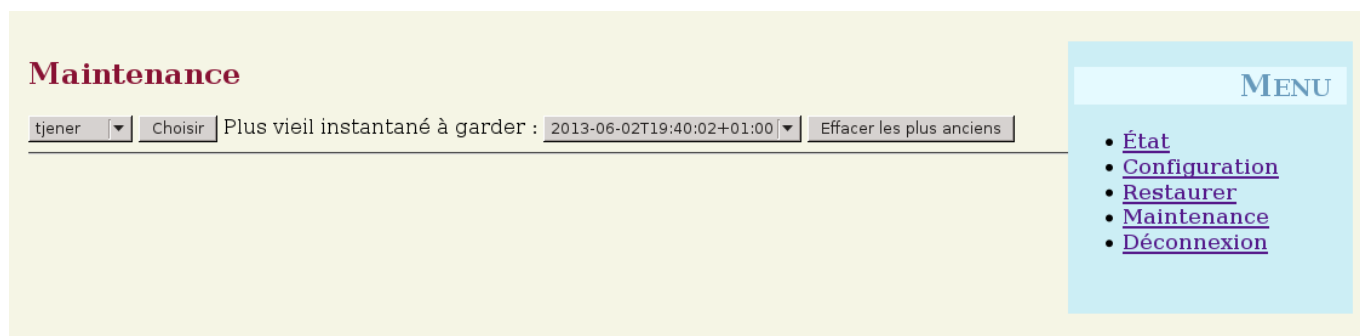 Maintenance
tjener Choisir Plus vieil instantané à garder : 2013-06-02T19:40:02+01:00 Effacer les plus anciens
MENU
État
Configuration
Restaurer
Maintenance
Déconnexion